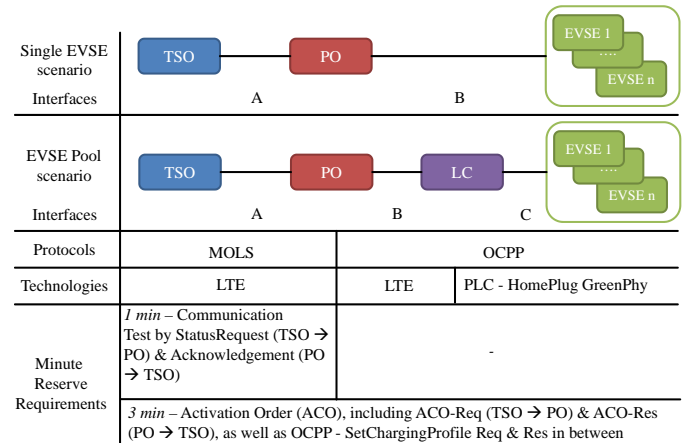 Single EVSE
scenario
TSO
PO
EVSE 1
....
EVSE n
Interfaces
A
B
EVSE Pool
scenario
TSO
PO
LC
EVSE 1
....
EVSE n
Interfaces
A
B
C
Protocols
MOLS
OCPP
Technologies
LTE
LTE
PLC - HomePlug GreenPhy
Minute
Reserve
Requirements
1 min – Communication
Test by StatusRequest (TSO →
PO) & Acknowledgement (PO
→ TSO)
-
3 min – Activation Order (ACO), including ACO-Req (TSO → PO) & ACO-Res
(PO → TSO), as well as OCPP - SetChargingProfile Req & Res in between